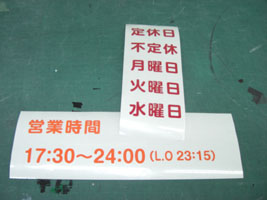 定休日
不定休
月曜日
火曜日
水曜日
営業時間
17:30〜24:00(L.O 23:15)